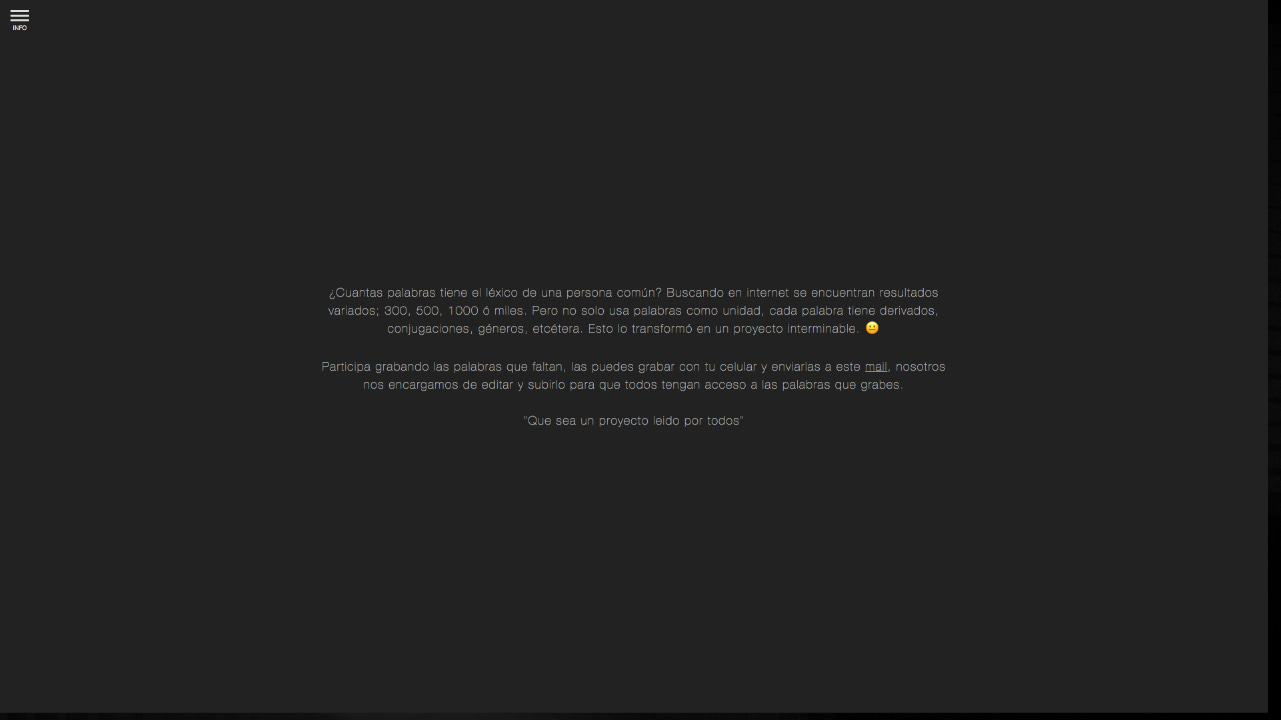 INFO
¿Cuantas palabras tiene el léxico de una persona común? Buscando en internet se encuentran resultados
variados; 300, 500, 1000 ó miles. Pero no solo usa palabras como unidad, cada palabra tiene derivados,
conjugaciones, géneros, etcétera. Esto lo transformó en un proyecto interminable. 😐
Participa grabando las palabras que faltan, las puedes grabar con tu celular y enviarlas a este mail, nosotros
nos encargamos de editar y subirlo para que todos tengan acceso a las palabras que grabes.
"Que sea un proyecto leido por todos"